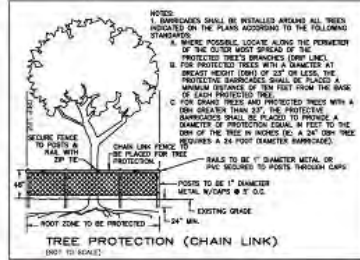 NOTES:
1. BARRICADES SHALL BE INSTALLED AROUND ALL TREES
INDICATED ON THE PLANS ACCORDING TO THE FOLLOWING
STANDARDS:
A. WHERE POSSIBLE, LOCATE ALONG THE PERIMETER
OF THE OUTER MOST SPREAD OF THE
PROTECTED TREE'S BRANCHES (DRIP LINE).
B. FOR PROTECTED TREES WITH A DIAMETER AT
BREAST HEIGHT (DBH) OF 23" OR LESS, THE
PROTECTIVE BARRICADES SHALL BE PLACED A
MINIMUM DISTANCE OF TEN FEET FROM THE BASE
OF EACH PROTECTED TREE.
C. FOR GRAND TREES AND PROTECTED TREES WITH A
DBH GREATER THAN 23", THE PROTECTIVE
BARRICADES SHALL BE PLACED TO PROVIDE A
DIAMETER OF PROTECTION EQUAL IN FEET TO THE
DBH OF THE TREE IN INCHES (IE: A 24" DBH TREE
REQUIRES A 24 FOOT DIAMETER BARRICADE).
SECURE FENCE
TO POSTS &
RAIL WITH
ZIP TIE
CHAIN LINK FENCE TO
BE PLACED FOR TREE
PROTECTION.
RAILS TO BE 1" DIAMETER METAL OR
PVC SECURED TO POSTS THROUGH CAPS
48"
POSTS TO BE 1" DIAMETER
METAL W/CAPS @ 5' O.C.
EXISTING GRADE
24" MIN.
ROOT ZONE TO BE PROTECTED
TREE PROTECTION (CHAIN LINK)
(NOT TO SCALE)